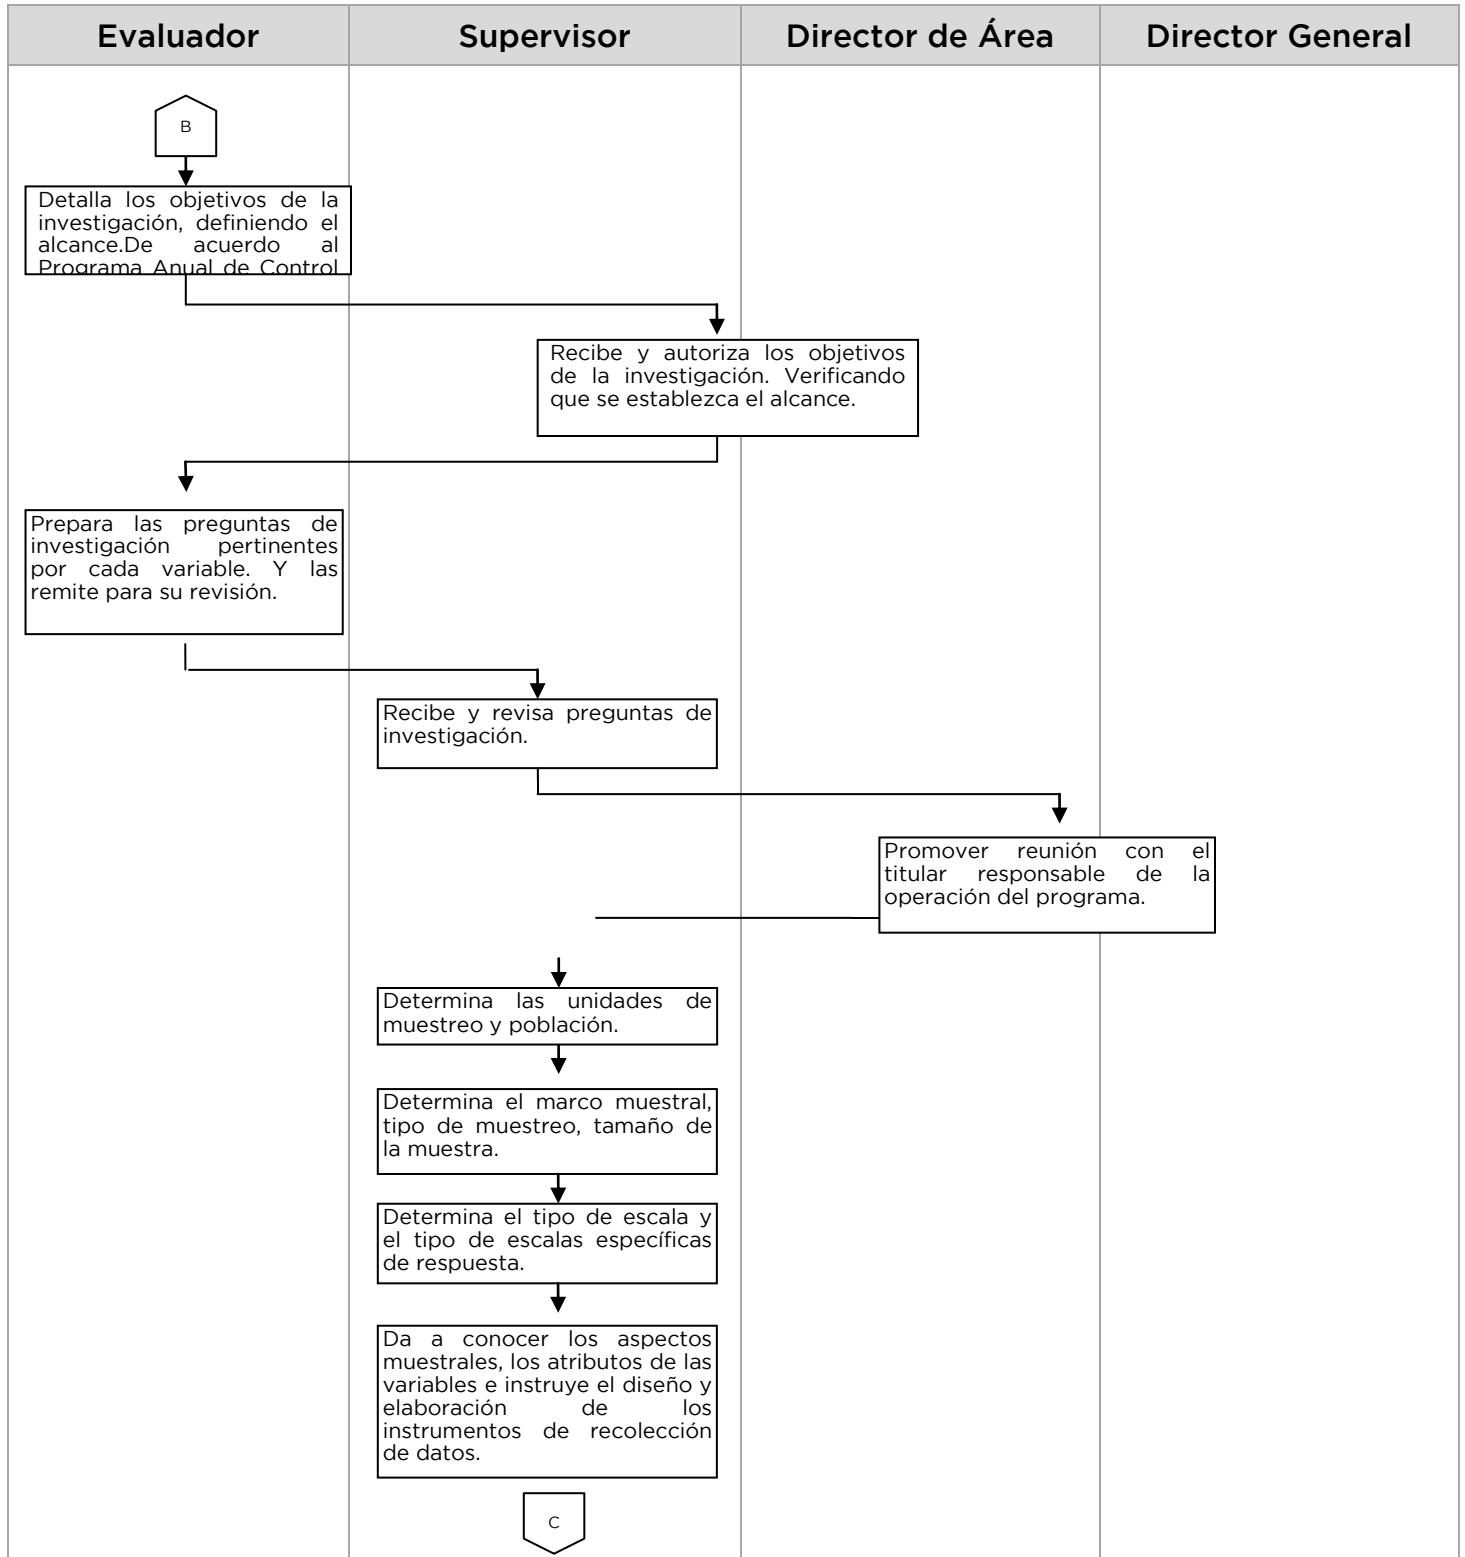 Evaluador
Supervisor
Director de Área
Director General
B
Detalla los objetivos de la
investigación, definiendo el
alcance.De acuerdo al
Programa Anual de Control
Recibe y autoriza los objetivos
de la investigación. Verificando
que se establezca el alcance.
Prepara las preguntas de
investigación pertinentes
por cada variable. Y las
remite para su revisión.
Recibe y revisa preguntas de
investigación.
Promover reunión con el
titular responsable de la
operación del programa.
Determina las unidades de
muestreo y población.
Determina el marco muestral,
tipo de muestreo, tamaño de
la muestra.
Determina el tipo de escala y
el tipo de escalas específicas
de respuesta.
Da a conocer los aspectos
muestrales, los atributos de las
variables e instruye el diseño y
elaboración de los
instrumentos de recolección
de datos.
C